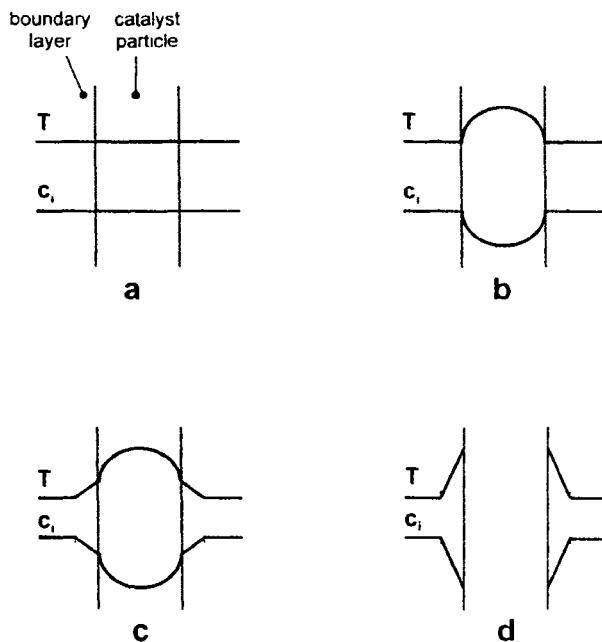 boundary
layer
catalyst
particle
T
cᵢ
a
T
cᵢ
b
T
cᵢ
c
T
cᵢ
d